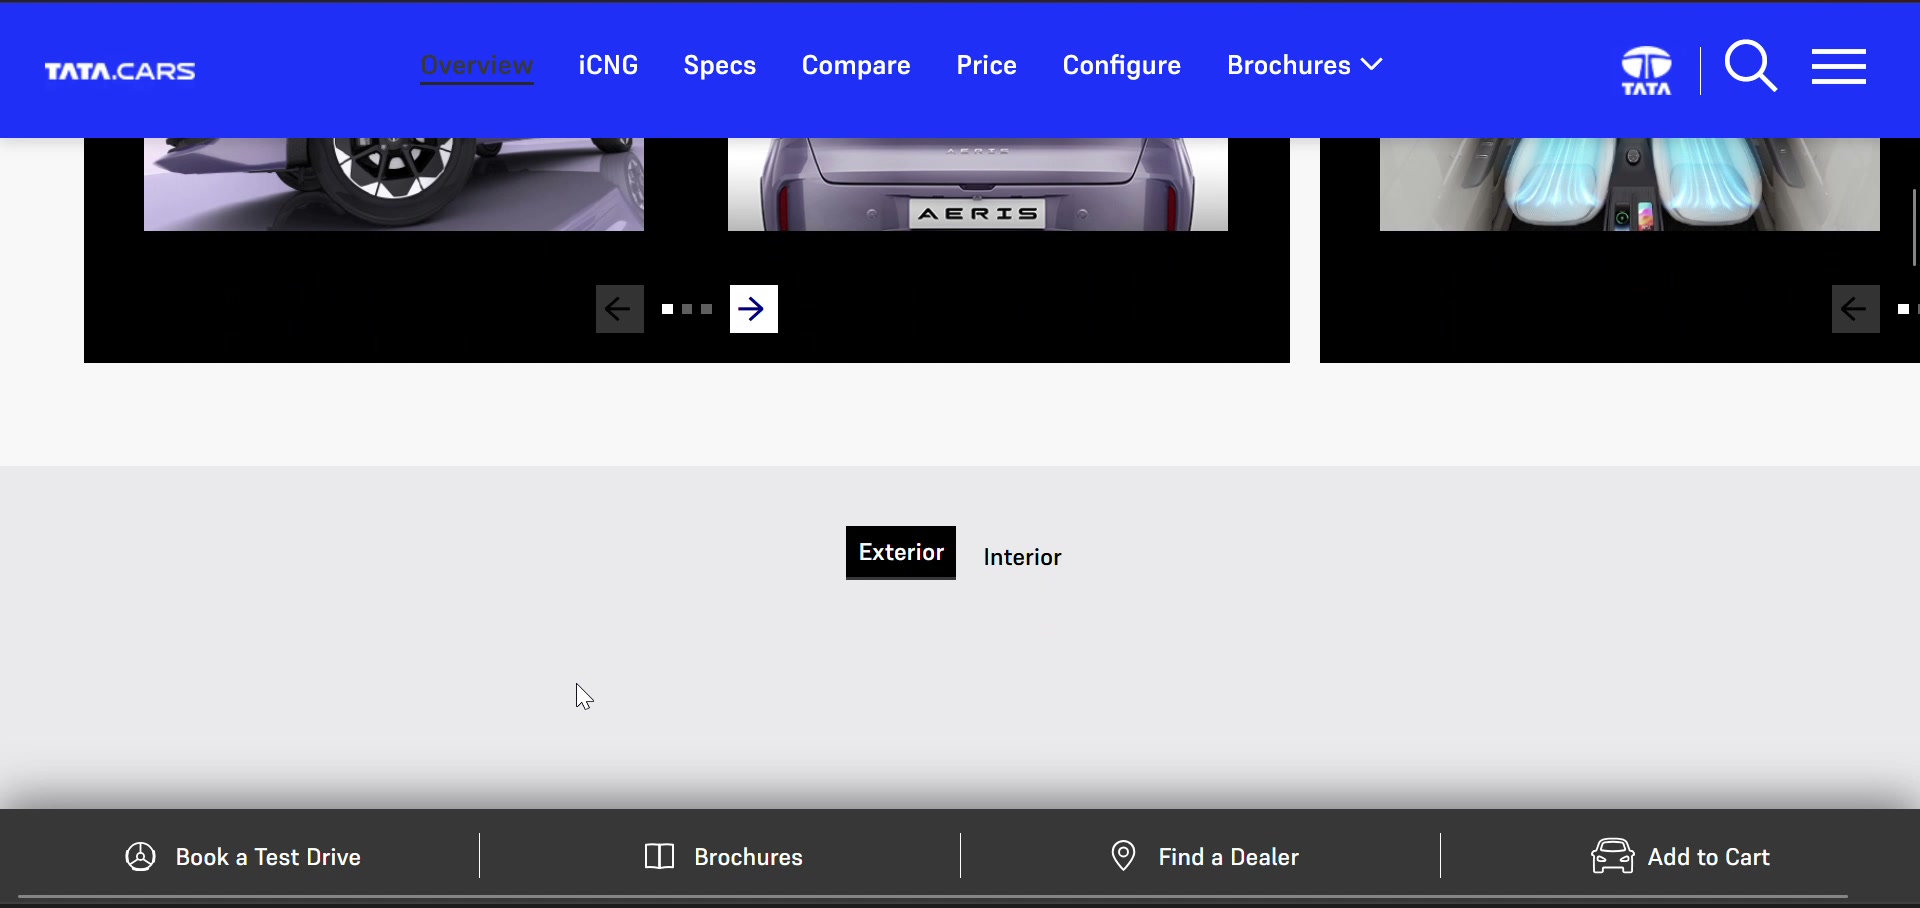 TATA.CARS
Overview iCNG Specs Compare Price Configure Brochures
TATA
AERIS
AERIS
Exterior Interior
Book a Test Drive Brochures Find a Dealer Add to Cart